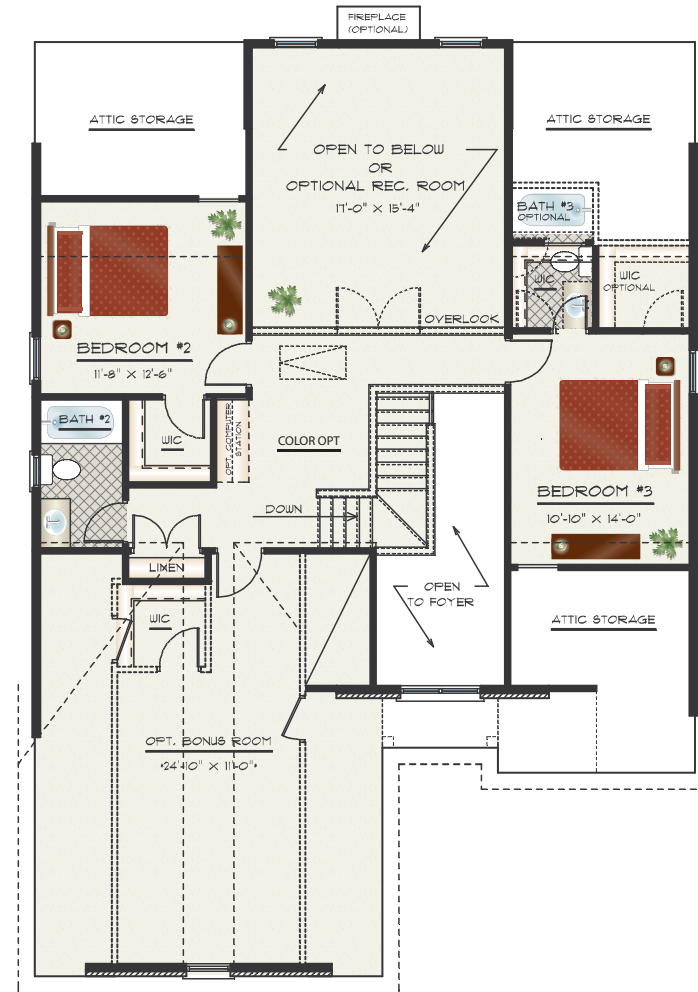 FIREPLACE
(OPTIONAL)
ATTIC STORAGE
ATTIC STORAGE
OPEN TO BELOW
OR
OPTIONAL REC. ROOM
17'-0" X 15'-4"
BATH #3
OPTIONAL
WIC
WIC
OPTIONAL
OVERLOOK
BEDROOM #2
11'-8" X 12'-6"
BATH #2
WIC
OPT. COMPUTER
STATION
COLOR OPT
BEDROOM #3
10'-10" X 14'-0"
DOWN
LINEN
OPEN
TO FOYER
WIC
ATTIC STORAGE
OPT. BONUS ROOM
24'-10" X 11'-0"